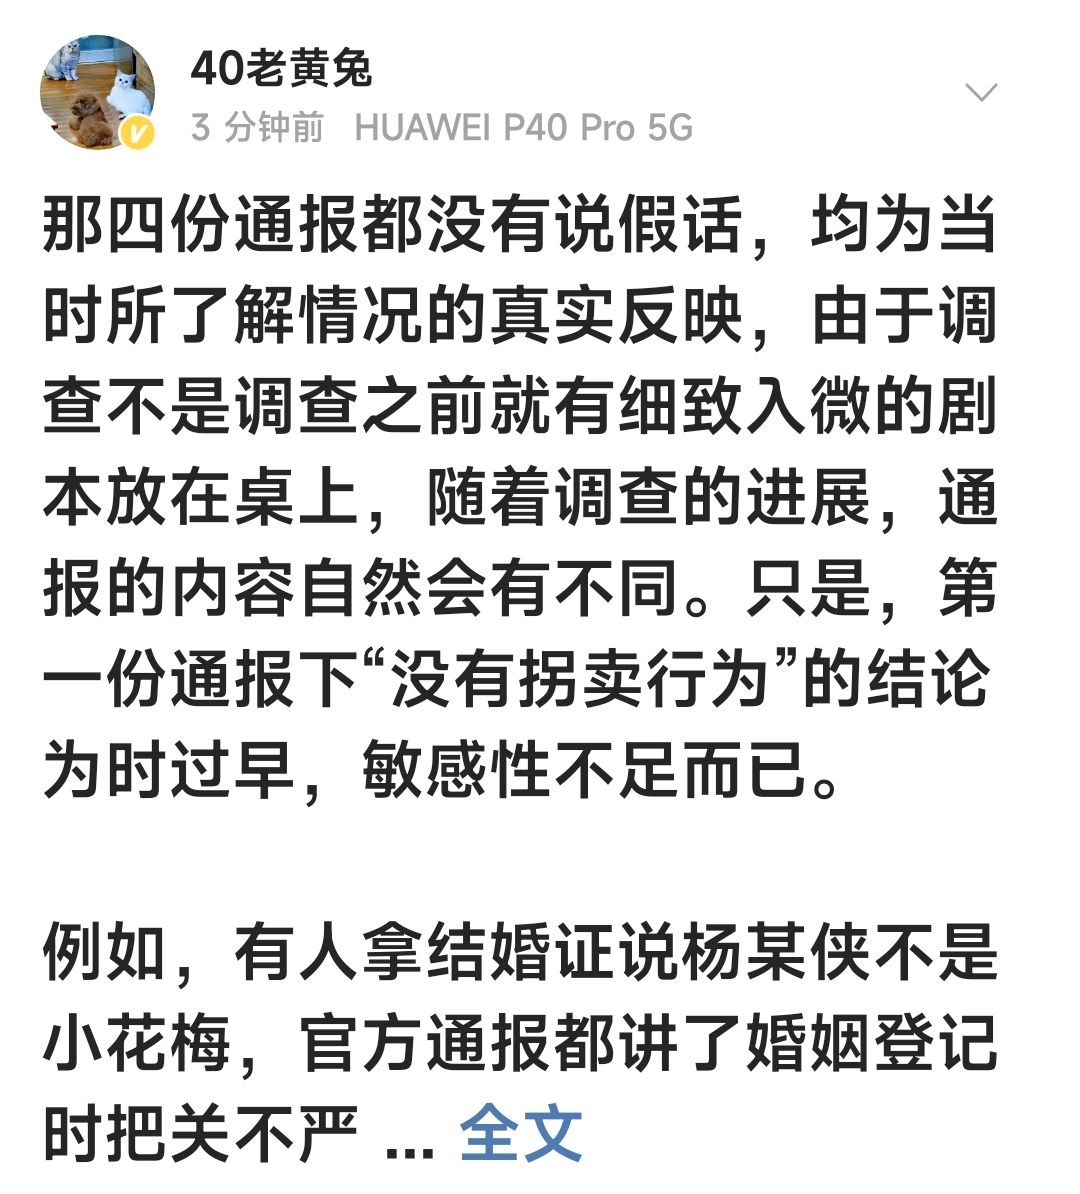 40老黄兔
3 分钟前 HUAWEI P40 Pro 5G
那四份通报都没有说假话，均为当
时所了解情况的真实反映，由于调
查不是调查之前就有细致入微的剧
本放在桌上，随着调查的进展，通
报的内容自然会有不同。只是，第
一份通报下“没有拐卖行为”的结论
为时过早，敏感性不足而已。
例如，有人拿结婚证说杨某侠不是
小花梅，官方通报都讲了婚姻登记
时把关不严 ... 全文